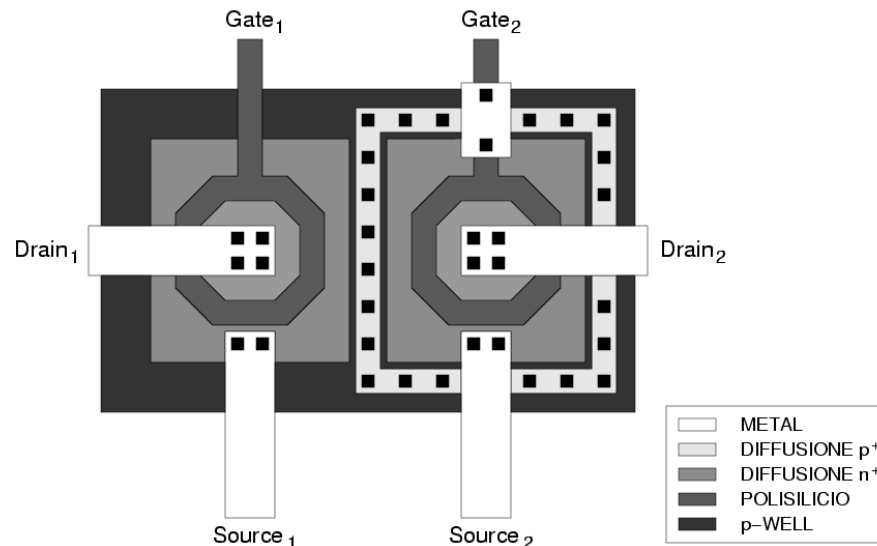 Gate₁
Gate₂
Drain₁
Drain₂
Source₁
Source₂
METAL
DIFFUSIONE p⁺
DIFFUSIONE n⁺
POLISILICIO
p-WELL